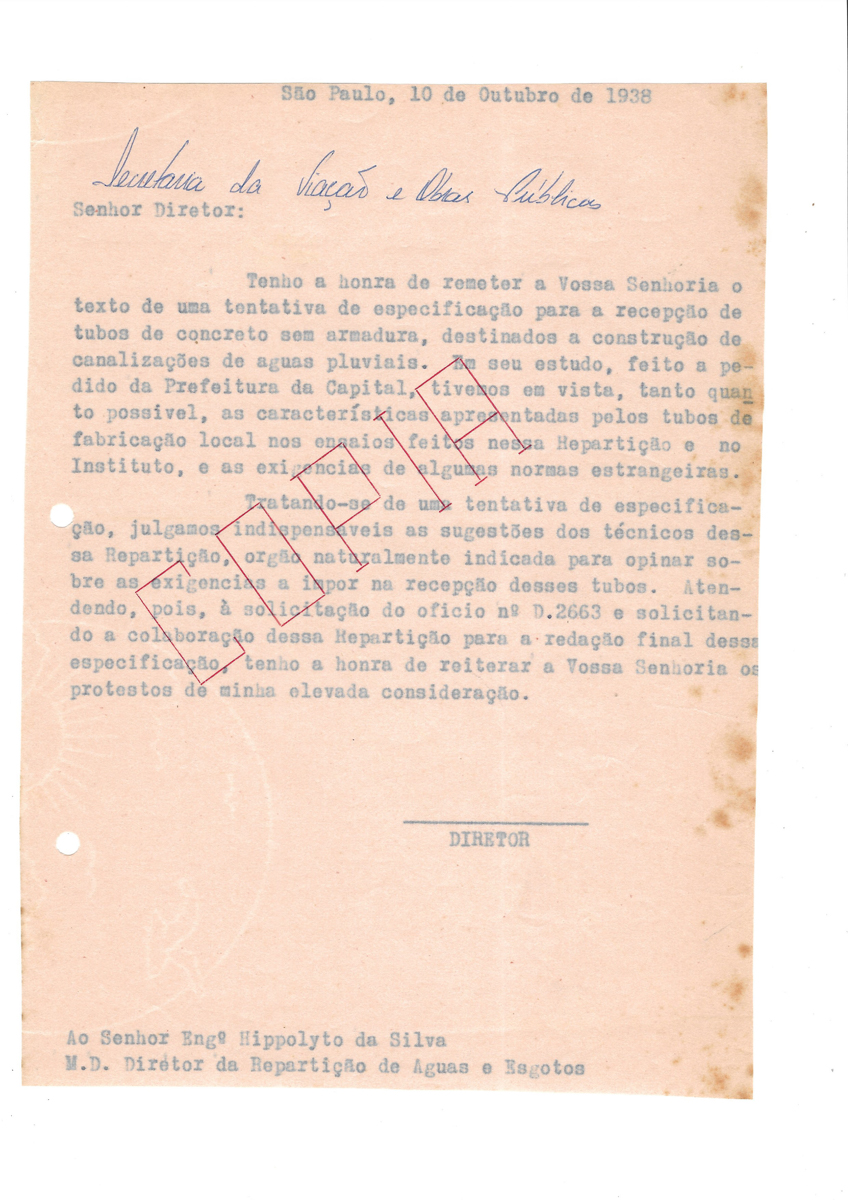 São Paulo, 10 de Outubro de 1938
Secretaria da Viação e Obras Públicas
Senhor Diretor:
Tenho a honra de remeter a Vossa Senhoria o
texto de uma tentativa de especificação para a recepção de
tubos de concreto sem armadura, destinados a construção de
canalizações de aguas pluviais. Em seu estudo, feito a pe-
dido da Prefeitura da Capital, tivemos em vista, tanto quan
to possivel, as características apresentadas pelos tubos de
fabricação local nos ensaios feitos nessa Repartição e no
Instituto, e as exigencias de algumas normas estrangeiras.
Tratando-se de uma tentativa de especifica-
ção, julgamos indispensáveis as sugestões dos técnicos des-
sa Repartição, orgão naturalmente indicada para opinar so-
bre as exigencias a impor na recepção desses tubos. Aten-
dendo, pois, à solicitação do oficio nº D.2663 e solicitan-
do a colaboração dessa Repartição para a redação final dessa
especificação, tenho a honra de reiterar a Vossa Senhoria os
protestos de minha elevada consideração.
COPIA
DIRETOR
Ao Senhor Engº Hippolyto da Silva
M.D. Diretor da Repartição de Aguas e Esgotos